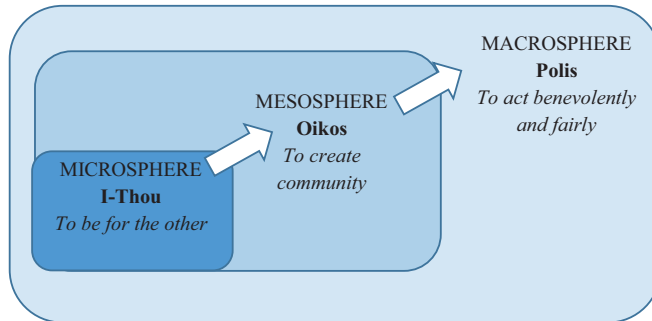 MACROSPHERE
Polis
To act benevolently
and fairly
MESOSPHERE
Oikos
To create
community
MICROSPHERE
I-Thou
To be for the other